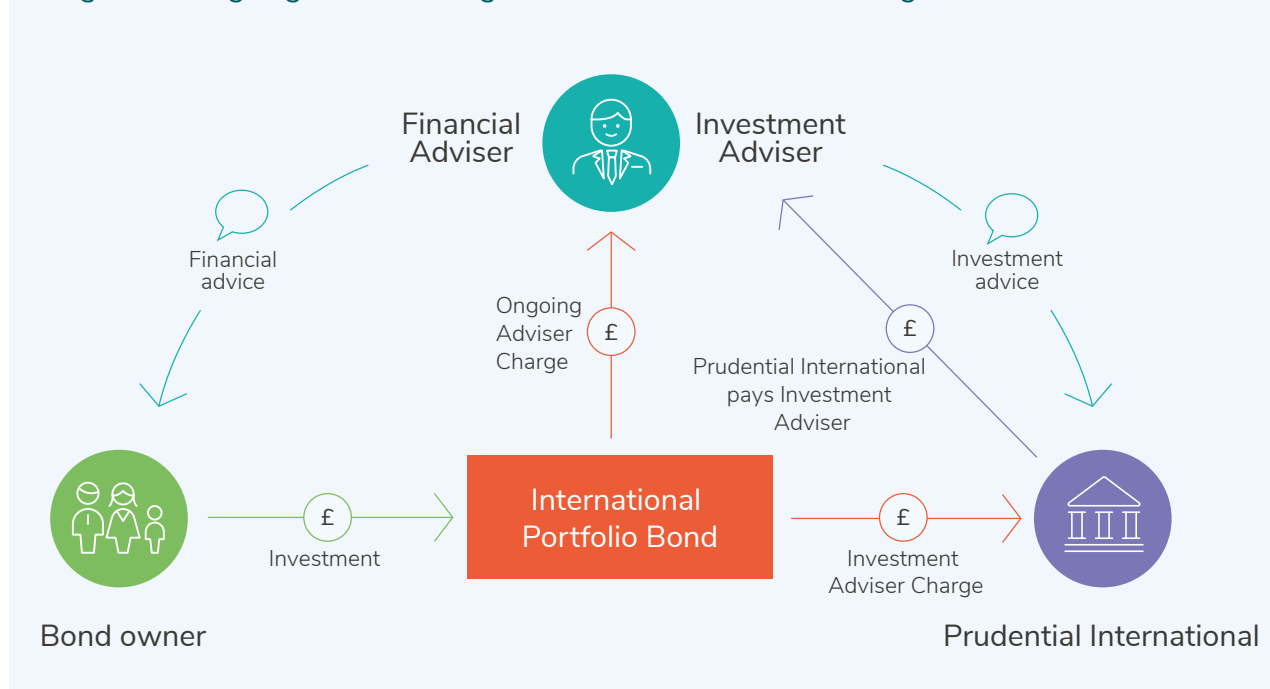 Financial
Adviser
Investment
Adviser
Financial
advice
Investment
advice
Ongoing
Adviser
Charge
£
£
Prudential International
pays Investment
Adviser
£
Investment
International
Portfolio Bond
£
Investment
Adviser Charge
Bond owner
Prudential International